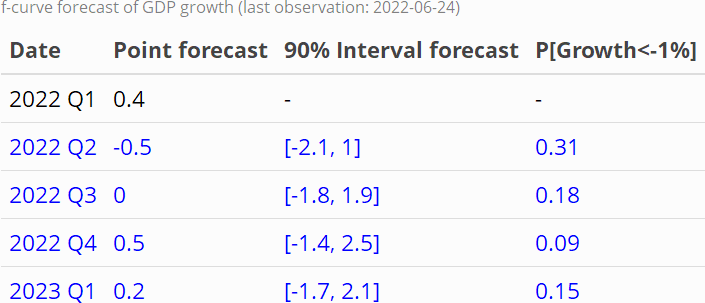 f-curve forecast of GDP growth (last observation: 2022-06-24)
Date Point forecast 90% Interval forecast P[Growth<-1%]
2022 Q1 0.4 - -
2022 Q2 -0.5 [-2.1, 1] 0.31
2022 Q3 0 [-1.8, 1.9] 0.18
2022 Q4 0.5 [-1.4, 2.5] 0.09
2023 Q1 0.2 [-1.7, 2.1] 0.15